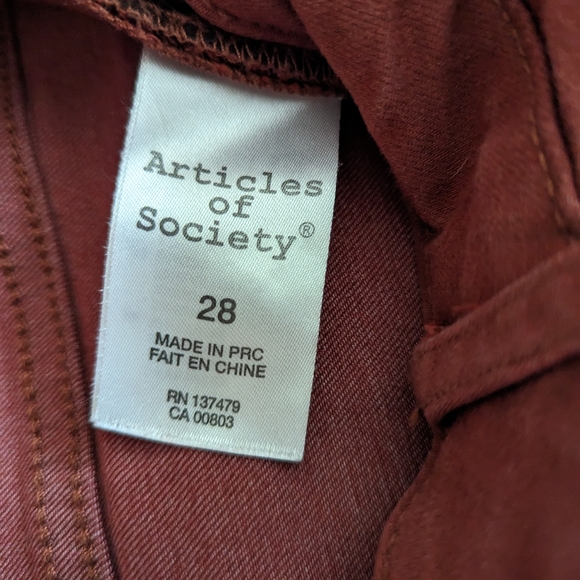 Articles
of
Society®
28
MADE IN PRC
FAIT EN CHINE
RN 137479
CA 00803